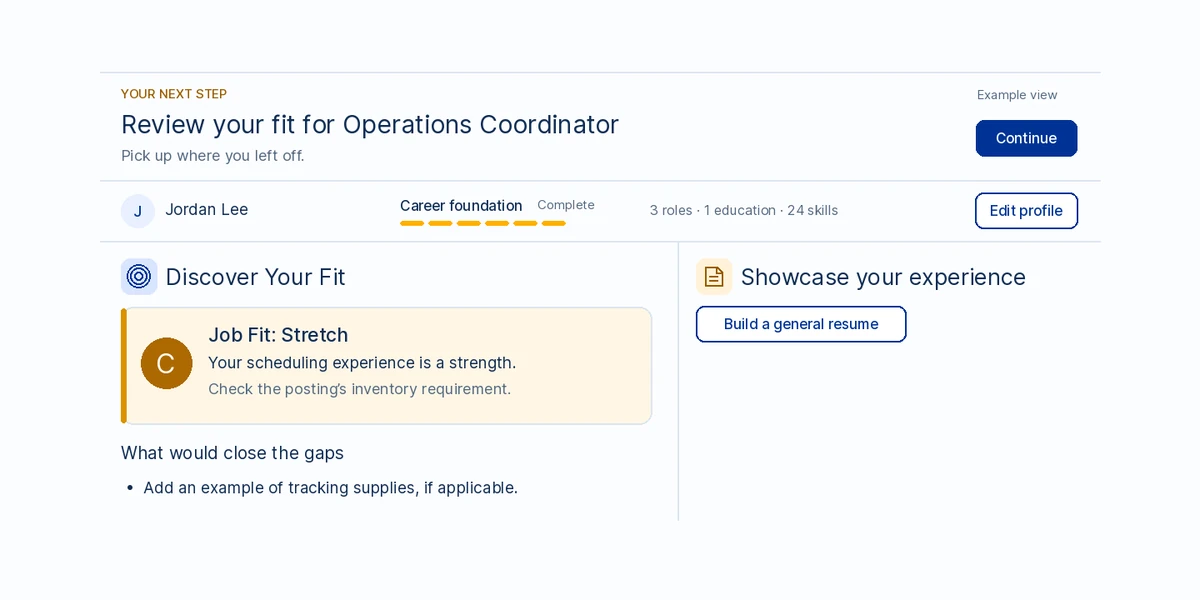 YOUR NEXT STEP
Example view
Review your fit for Operations Coordinator
Continue
Pick up where you left off.
J
Jordan Lee
Career foundation Complete
3 roles · 1 education · 24 skills
Edit profile
Discover Your Fit
C
Job Fit: Stretch
Your scheduling experience is a strength.
Check the posting's inventory requirement.
What would close the gaps
• Add an example of tracking supplies, if applicable.
Showcase your experience
Build a general resume